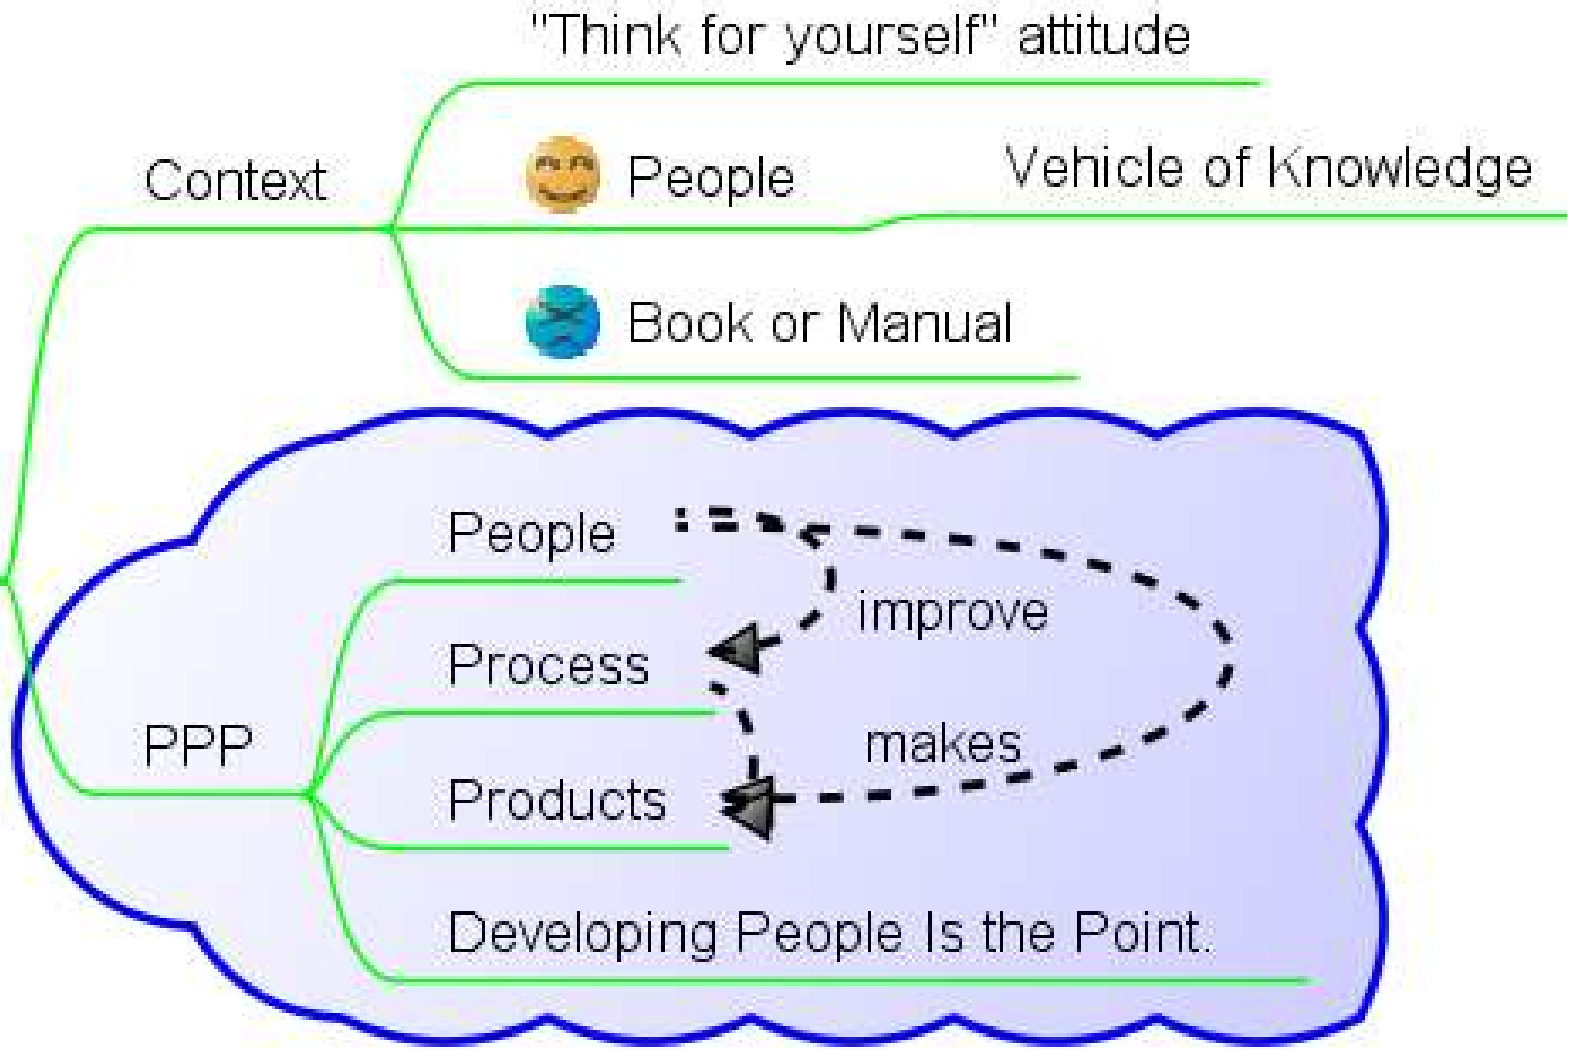 "Think for yourself" attitude
Context
People
Vehicle of Knowledge
Book or Manual
People
improve
Process
PPP
makes
Products
Developing People Is the Point.